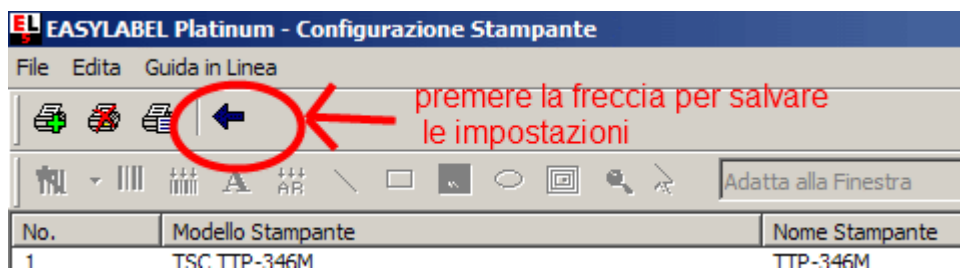 EASYLABEL Platinum - Configurazione Stampante
File Edita Guida in Linea
premere la freccia per salvare
le impostazioni
Adatta alla Finestra
No. Modello Stampante Nome Stampante
1 TSC TTP-346M TTP-346M